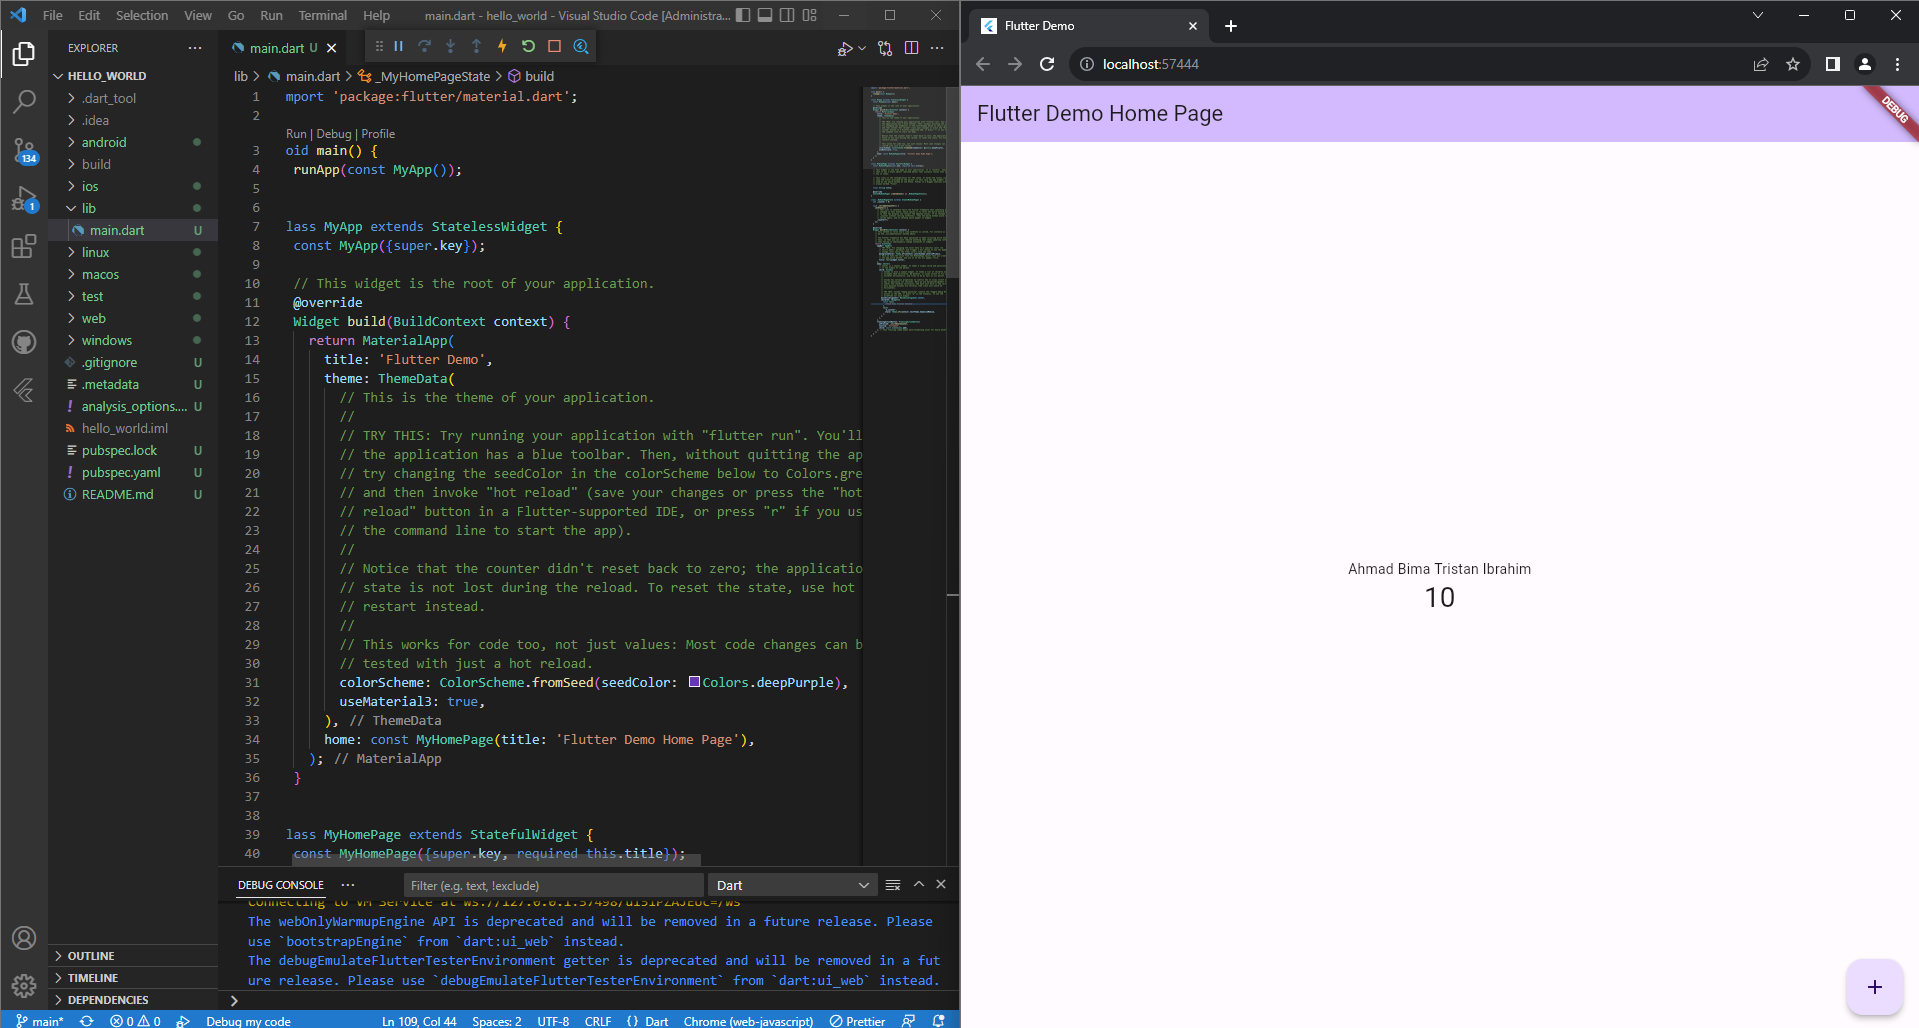 File Edit Selection View Go Run Terminal Help
main.dart - hello_world - Visual Studio Code [Administra...
EXPLORER
HELLO_WORLD
.dart_tool
.idea
android
build
ios
lib
main.dart U
linux
macos
test
web
windows
.gitignore U
.metadata U
analysis_options.... U
hello_world.iml
pubspec.lock U
pubspec.yaml U
README.md U
OUTLINE
TIMELINE
DEPENDENCIES
134
1
main.dart U
lib > main.dart > _MyHomePageState > build
1 mport 'package:flutter/material.dart';
2
Run | Debug | Profile
3 oid main() {
4 runApp(const MyApp());
5
6
7 lass MyApp extends StatelessWidget {
8 const MyApp({super.key});
9
10 // This widget is the root of your application.
11 @override
12 Widget build(BuildContext context) {
13 return MaterialApp(
14 title: 'Flutter Demo',
15 theme: ThemeData(
16 // This is the theme of your application.
17 //
18 // TRY THIS: Try running your application with "flutter run". You'll
19 // the application has a blue toolbar. Then, without quitting the ap
20 // try changing the seedColor in the colorScheme below to Colors.gre
21 // and then invoke "hot reload" (save your changes or press the "hot
22 // reload" button in a Flutter-supported IDE, or press "r" if you us
23 // the command line to start the app).
24 //
25 // Notice that the counter didn't reset back to zero; the applicatio
26 // state is not lost during the reload. To reset the state, use hot
27 // restart instead.
28 //
29 // This works for code too, not just values: Most code changes can b
30 // tested with just a hot reload.
31 colorScheme: ColorScheme.fromSeed(seedColor: Colors.deepPurple),
32 useMaterial3: true,
33 ), // ThemeData
34 home: const MyHomePage(title: 'Flutter Demo Home Page'),
35 ); // MaterialApp
36 }
37
38
39 lass MyHomePage extends StatefulWidget {
40 const MyHomePage({super.key, required this.title});
DEBUG CONSOLE
Filter (e.g. text, !exclude)
Dart
Connecting to VM Service at
The webOnlyWarmupEngine API is deprecated and will be removed in a future release. Please
use `bootstrapEngine` from `dart:ui_web` instead.
The debugEmulateFlutterTesterEnvironment getter is deprecated and will be removed in a fut
ure release. Please use `debugEmulateFlutterTesterEnvironment` from `dart:ui_web` instead.
main* 0 0 Debug my code Ln 109, Col 44 Spaces: 2 UTF-8 CRLF {} Dart Chrome (web-javascript) Prettier
Flutter Demo
localhost:57444
Flutter Demo Home Page
DEBUG
Ahmad Bima Tristan Ibrahim
10